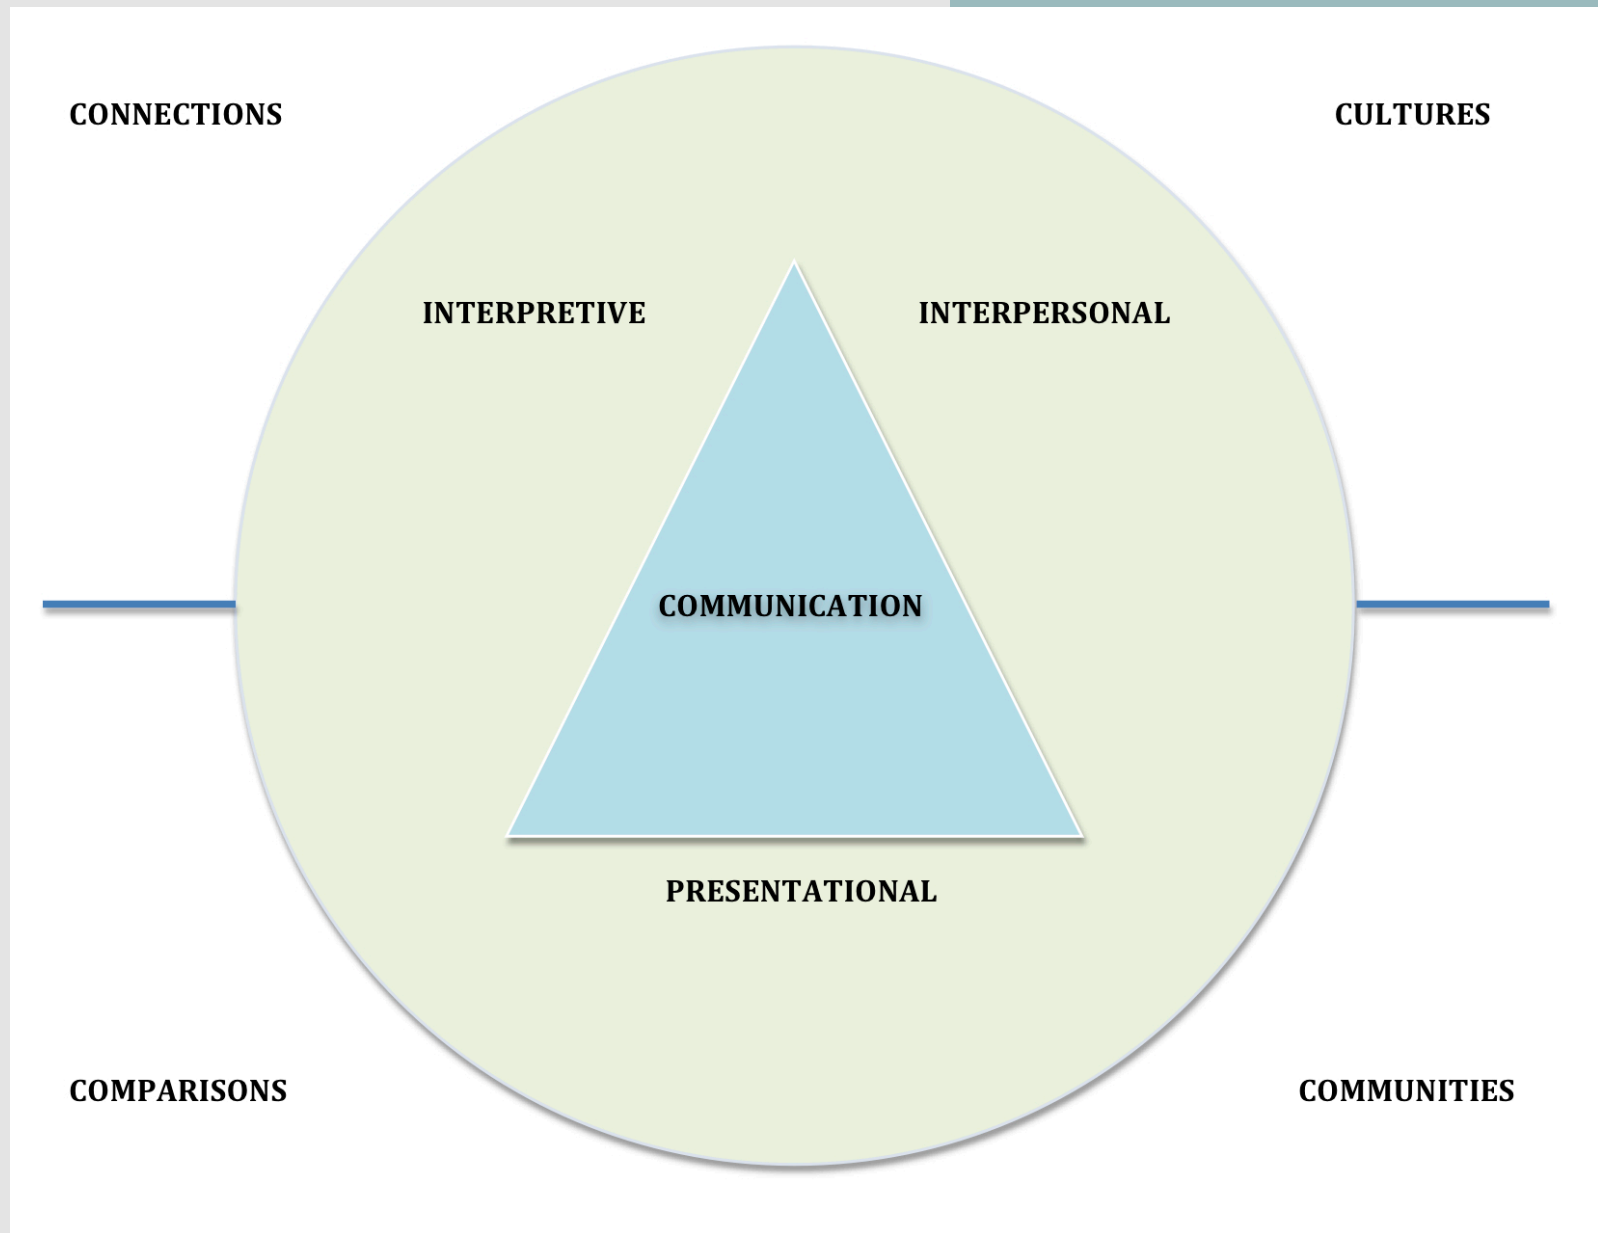 CONNECTIONS
CULTURES
INTERPRETIVE
INTERPERSONAL
COMMUNICATION
PRESENTATIONAL
COMPARISONS
COMMUNITIES